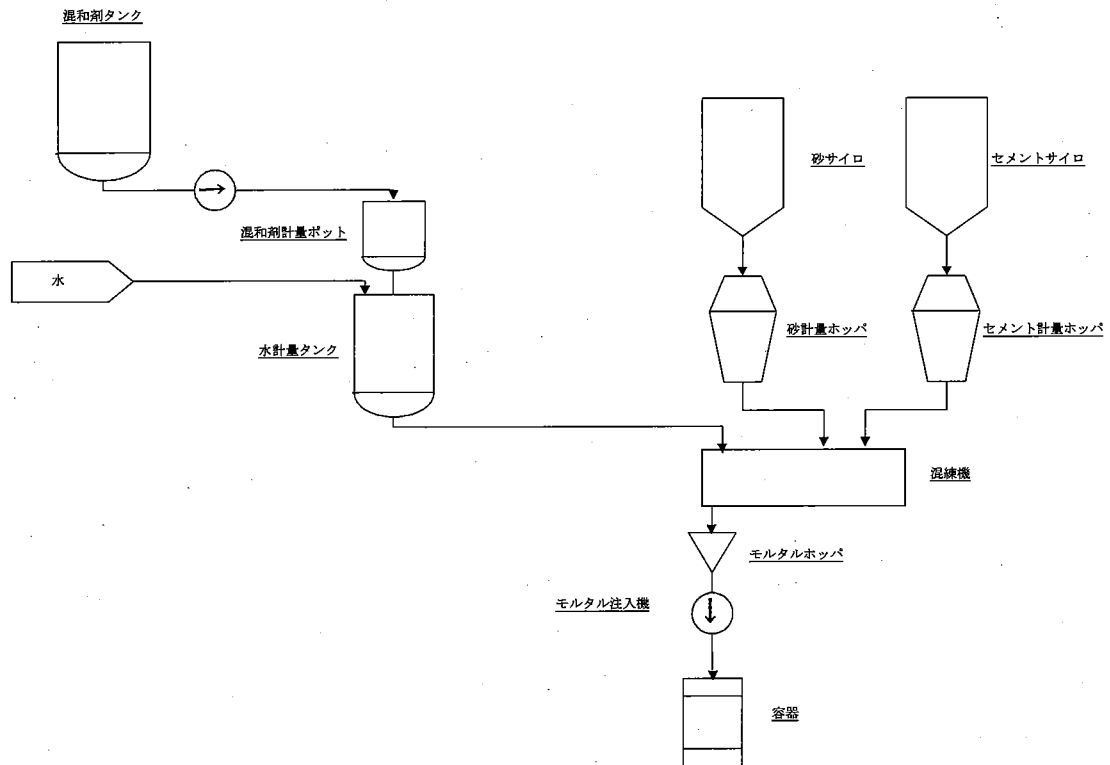 混和剤タンク
砂サイロ
セメントサイロ
混和剤計量ポット
水
砂計量ホッパ
セメント計量ホッパ
水計量タンク
混練機
モルタルホッパ
モルタル注入機
容器